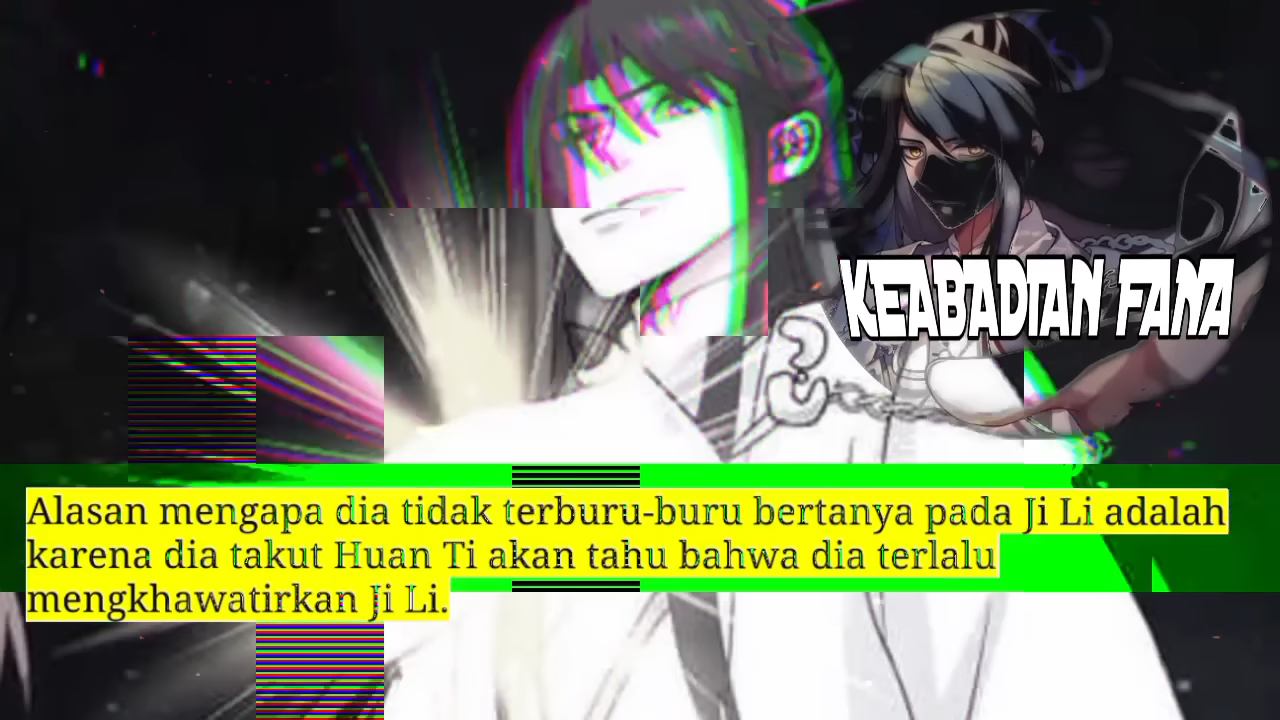 KEABADIAN FANA
Alasan mengapa dia tidak terburu-buru bertanya pada Ji Li adalah
karena dia takut Huan Ti akan tahu bahwa dia terlalu
mengkhawatirkan Ji Li.